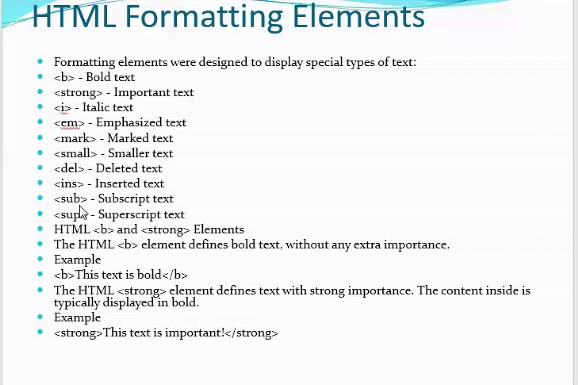 HTML Formatting Elements
Formatting elements were designed to display special types of text:
<b> - Bold text
<strong> - Important text
<i> - Italic text
<em> - Emphasized text
<mark> - Marked text
<small> - Smaller text
<del> - Deleted text
<ins> - Inserted text
<sub> - Subscript text
<sup> - Superscript text
HTML <b> and <strong> Elements
The HTML <b> element defines bold text, without any extra importance.
Example
<b>This text is bold</b>
The HTML <strong> element defines text with strong importance. The content inside is
typically displayed in bold.
Example
<strong>This text is important!</strong>